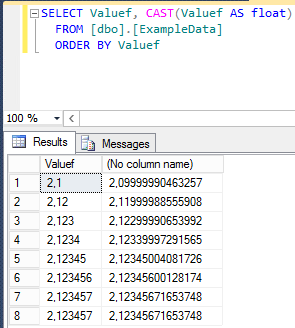 SELECT Valuef, CAST(Valuef AS float)
FROM [dbo].[ExampleData]
ORDER BY Valuef
100 %
Results Messages
Valuef (No column name)
1 2,1 2,09999990463257
2 2,12 2,11999988555908
3 2,123 2,12299990653992
4 2,1234 2,12339997291565
5 2,12345 2,12345004081726
6 2,123456 2,12345600128174
7 2,123457 2,12345671653748
8 2,123457 2,12345671653748